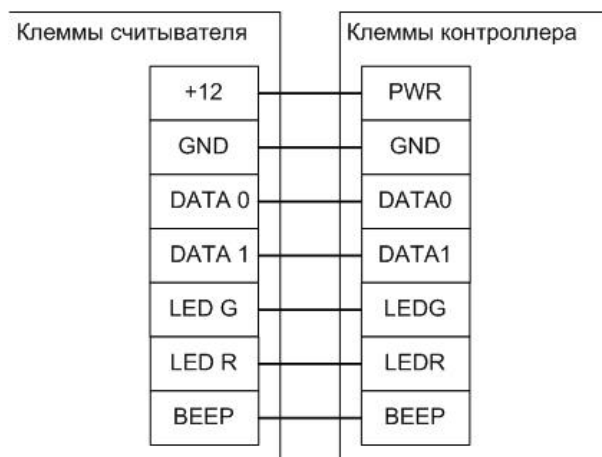 Клеммы считывателя
Клеммы контроллера
+12
PWR
GND
GND
DATA 0
DATA0
DATA 1
DATA1
LED G
LEDG
LED R
LEDR
BEEP
BEEP